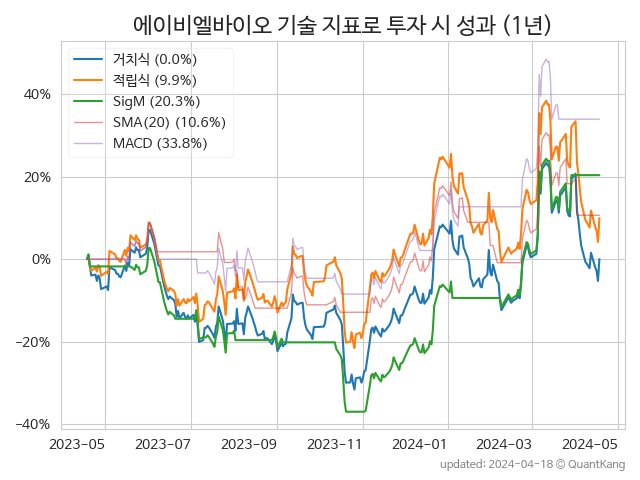 에이비엘바이오 기술 지표로 투자 시 성과 (1년)
거치식 (0.0%)
적립식 (9.9%)
SigM (20.3%)
SMA(20) (10.6%)
MACD (33.8%)
40%
20%
0%
−20%
−40%
2023-05 2023-07 2023-09 2023-11 2024-01 2024-03 2024-05
updated: 2024-04-18 © QuantKang